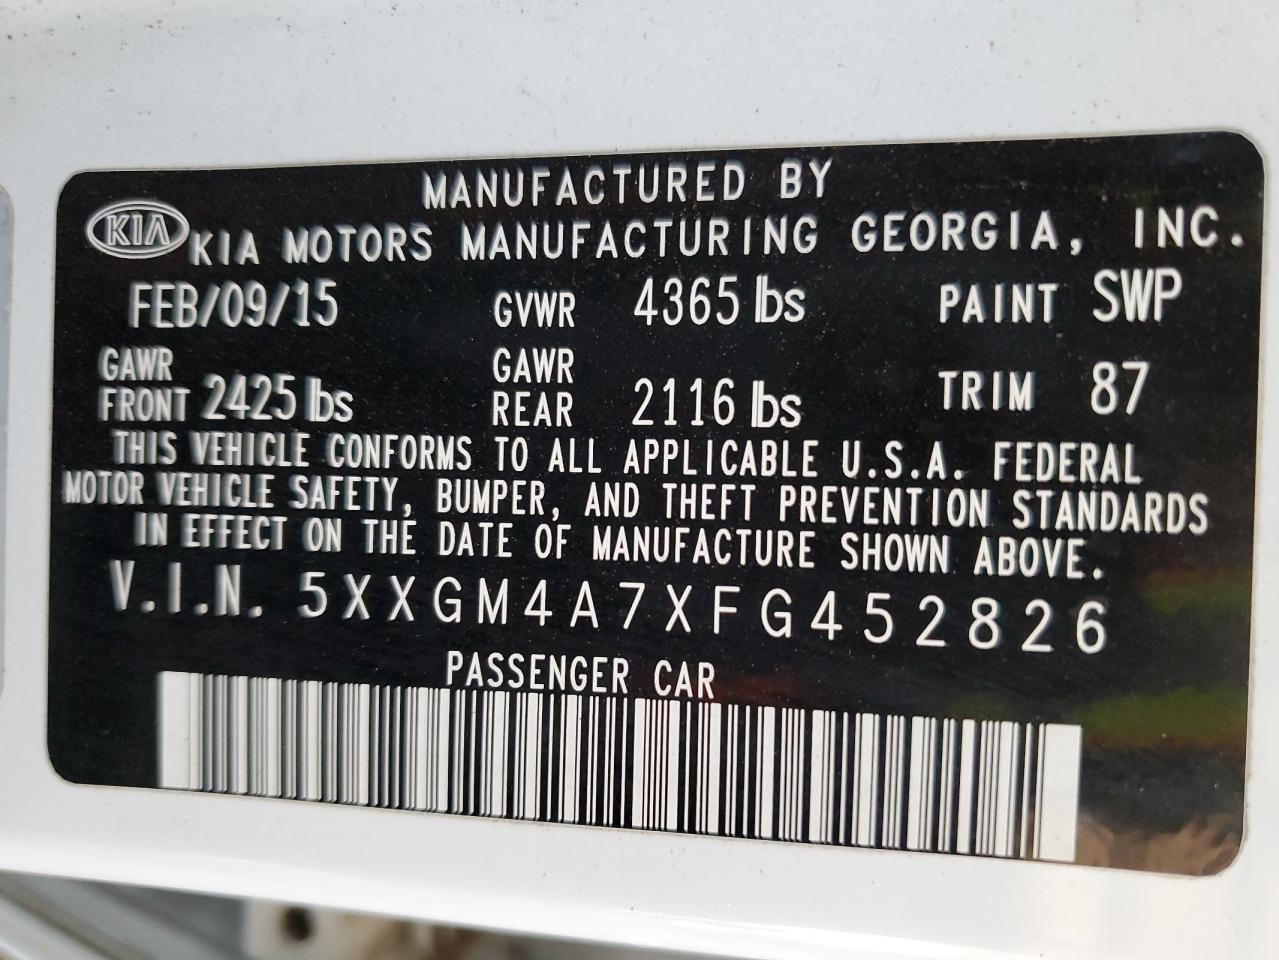 MANUFACTURED BY
KIA KIA MOTORS MANUFACTURING GEORGIA, INC.
FEB/09/15 GVWR 4365 lbs PAINT SWP
GAWR FRONT 2425 lbs GAWR REAR 2116 lbs TRIM 87
THIS VEHICLE CONFORMS TO ALL APPLICABLE U.S.A. FEDERAL
MOTOR VEHICLE SAFETY, BUMPER, AND THEFT PREVENTION STANDARDS
IN EFFECT ON THE DATE OF MANUFACTURE SHOWN ABOVE.
V.I.N. 5XXGM4A7XFG452826
PASSENGER CAR